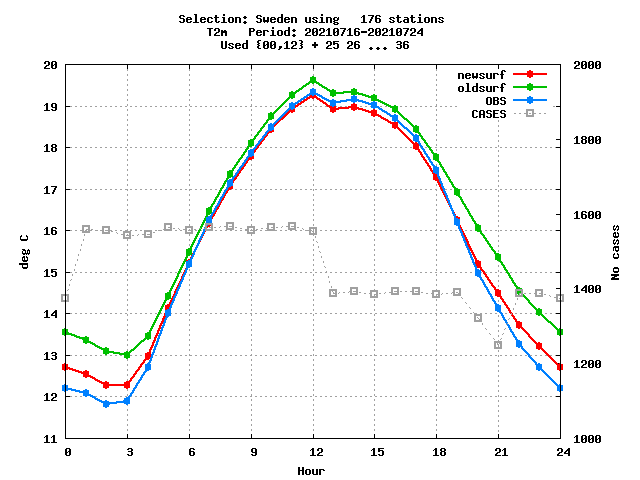 Selection: Sweden using   176 stations
T2m   Period: 20210716-20210724
Used {00,12} + 25 26 ... 36
newsurf
oldsurf
OBS
CASES
20
19
18
17
16
15
14
13
12
11
deg C
2000
1800
1600
1400
1200
1000
No cases
0 3 6 9 12 15 18 21 24
Hour